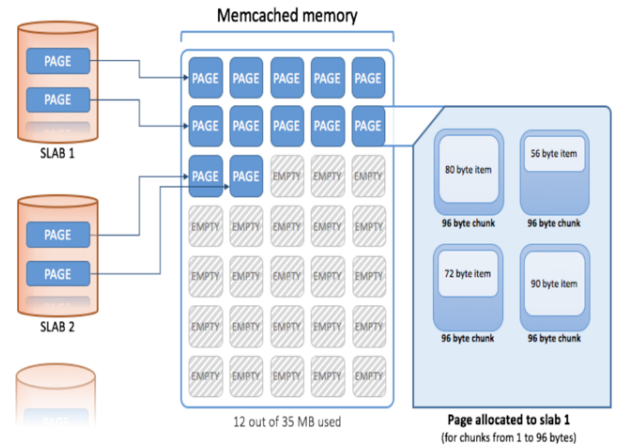 Memcached memory
PAGE
PAGE
SLAB 1
PAGE
PAGE
SLAB 2
PAGE
PAGE PAGE PAGE PAGE PAGE
PAGE PAGE PAGE PAGE PAGE
PAGE PAGE EMPTY EMPTY EMPTY
EMPTY EMPTY EMPTY EMPTY EMPTY
EMPTY EMPTY EMPTY EMPTY EMPTY
EMPTY EMPTY EMPTY EMPTY EMPTY
EMPTY EMPTY EMPTY EMPTY EMPTY
12 out of 35 MB used
80 byte item
96 byte chunk
56 byte item
96 byte chunk
72 byte item
96 byte chunk
90 byte item
96 byte chunk
Page allocated to slab 1
(for chunks from 1 to 96 bytes)